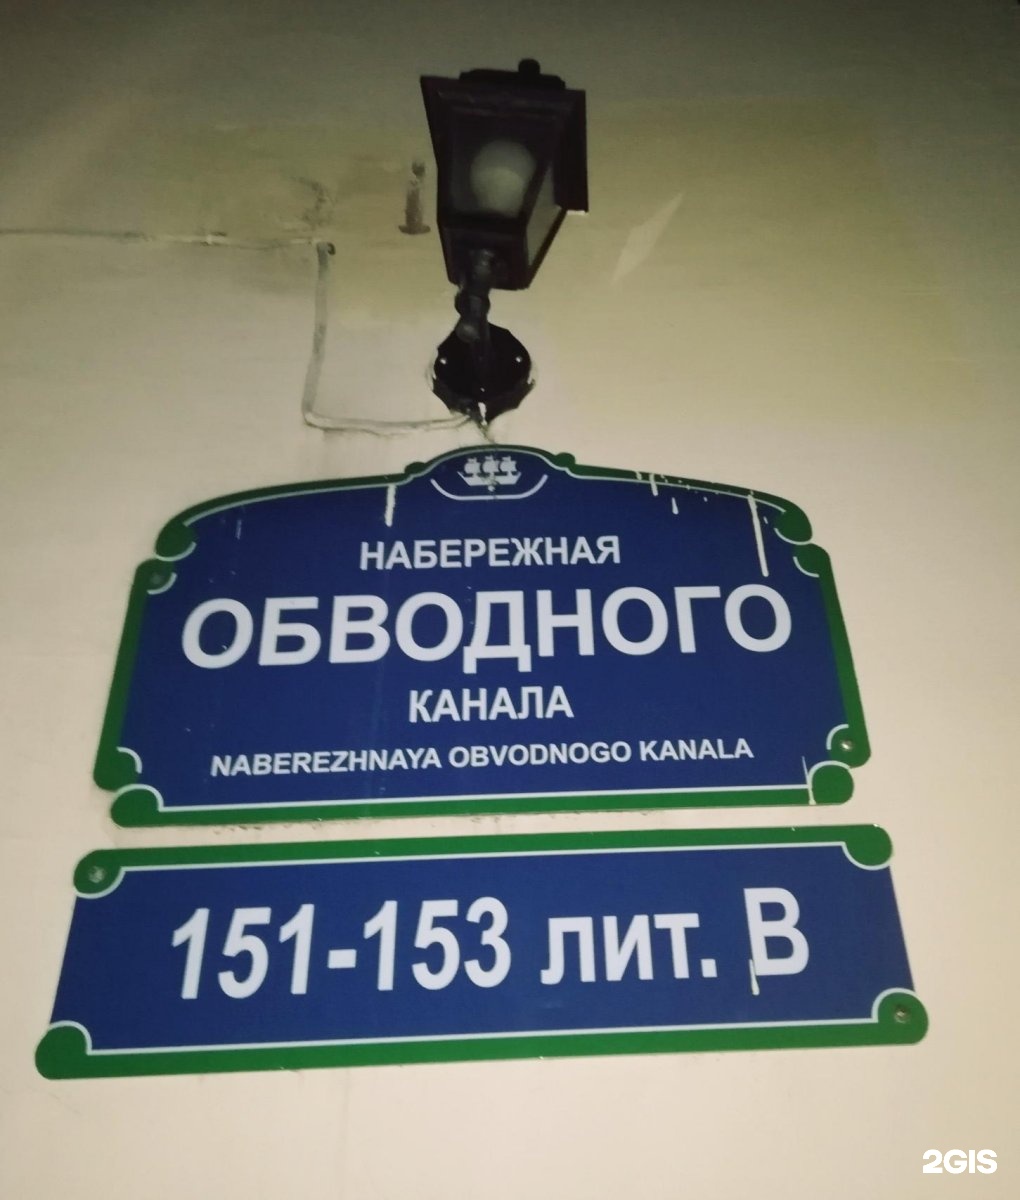 НАБЕРЕЖНАЯ
ОБВОДНОГО
КАНАЛА
NABEREZHNAYA OBVODNOGO KANALA
151-153 лит. В
2GIS